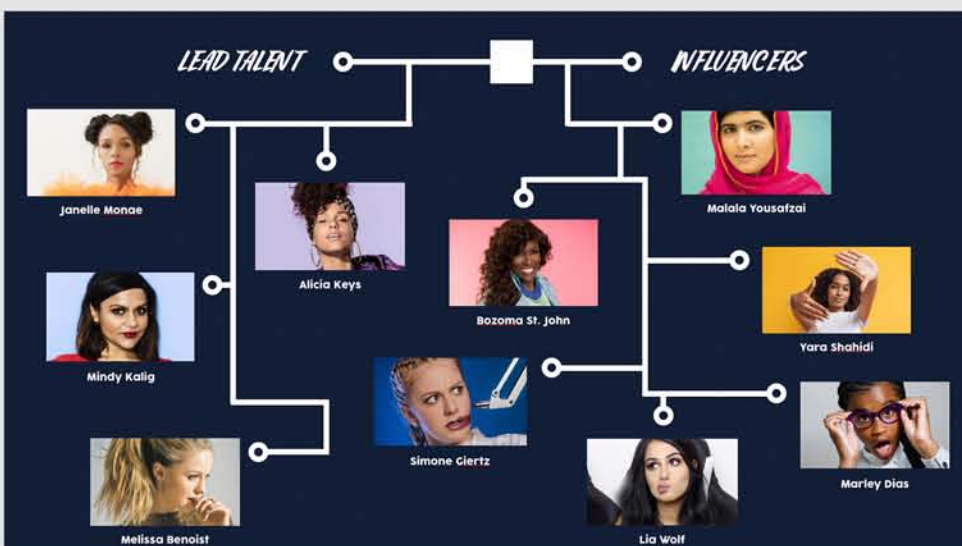 LEAD TALENT
INFLUENCERS
Janelle Monae
Malala Yousafzai
Alicia Keys
Bozoma St. John
Yara Shahidi
Mindy Kalig
Simone Giertz
Marley Dias
Melissa Benoist
Lia Wolf